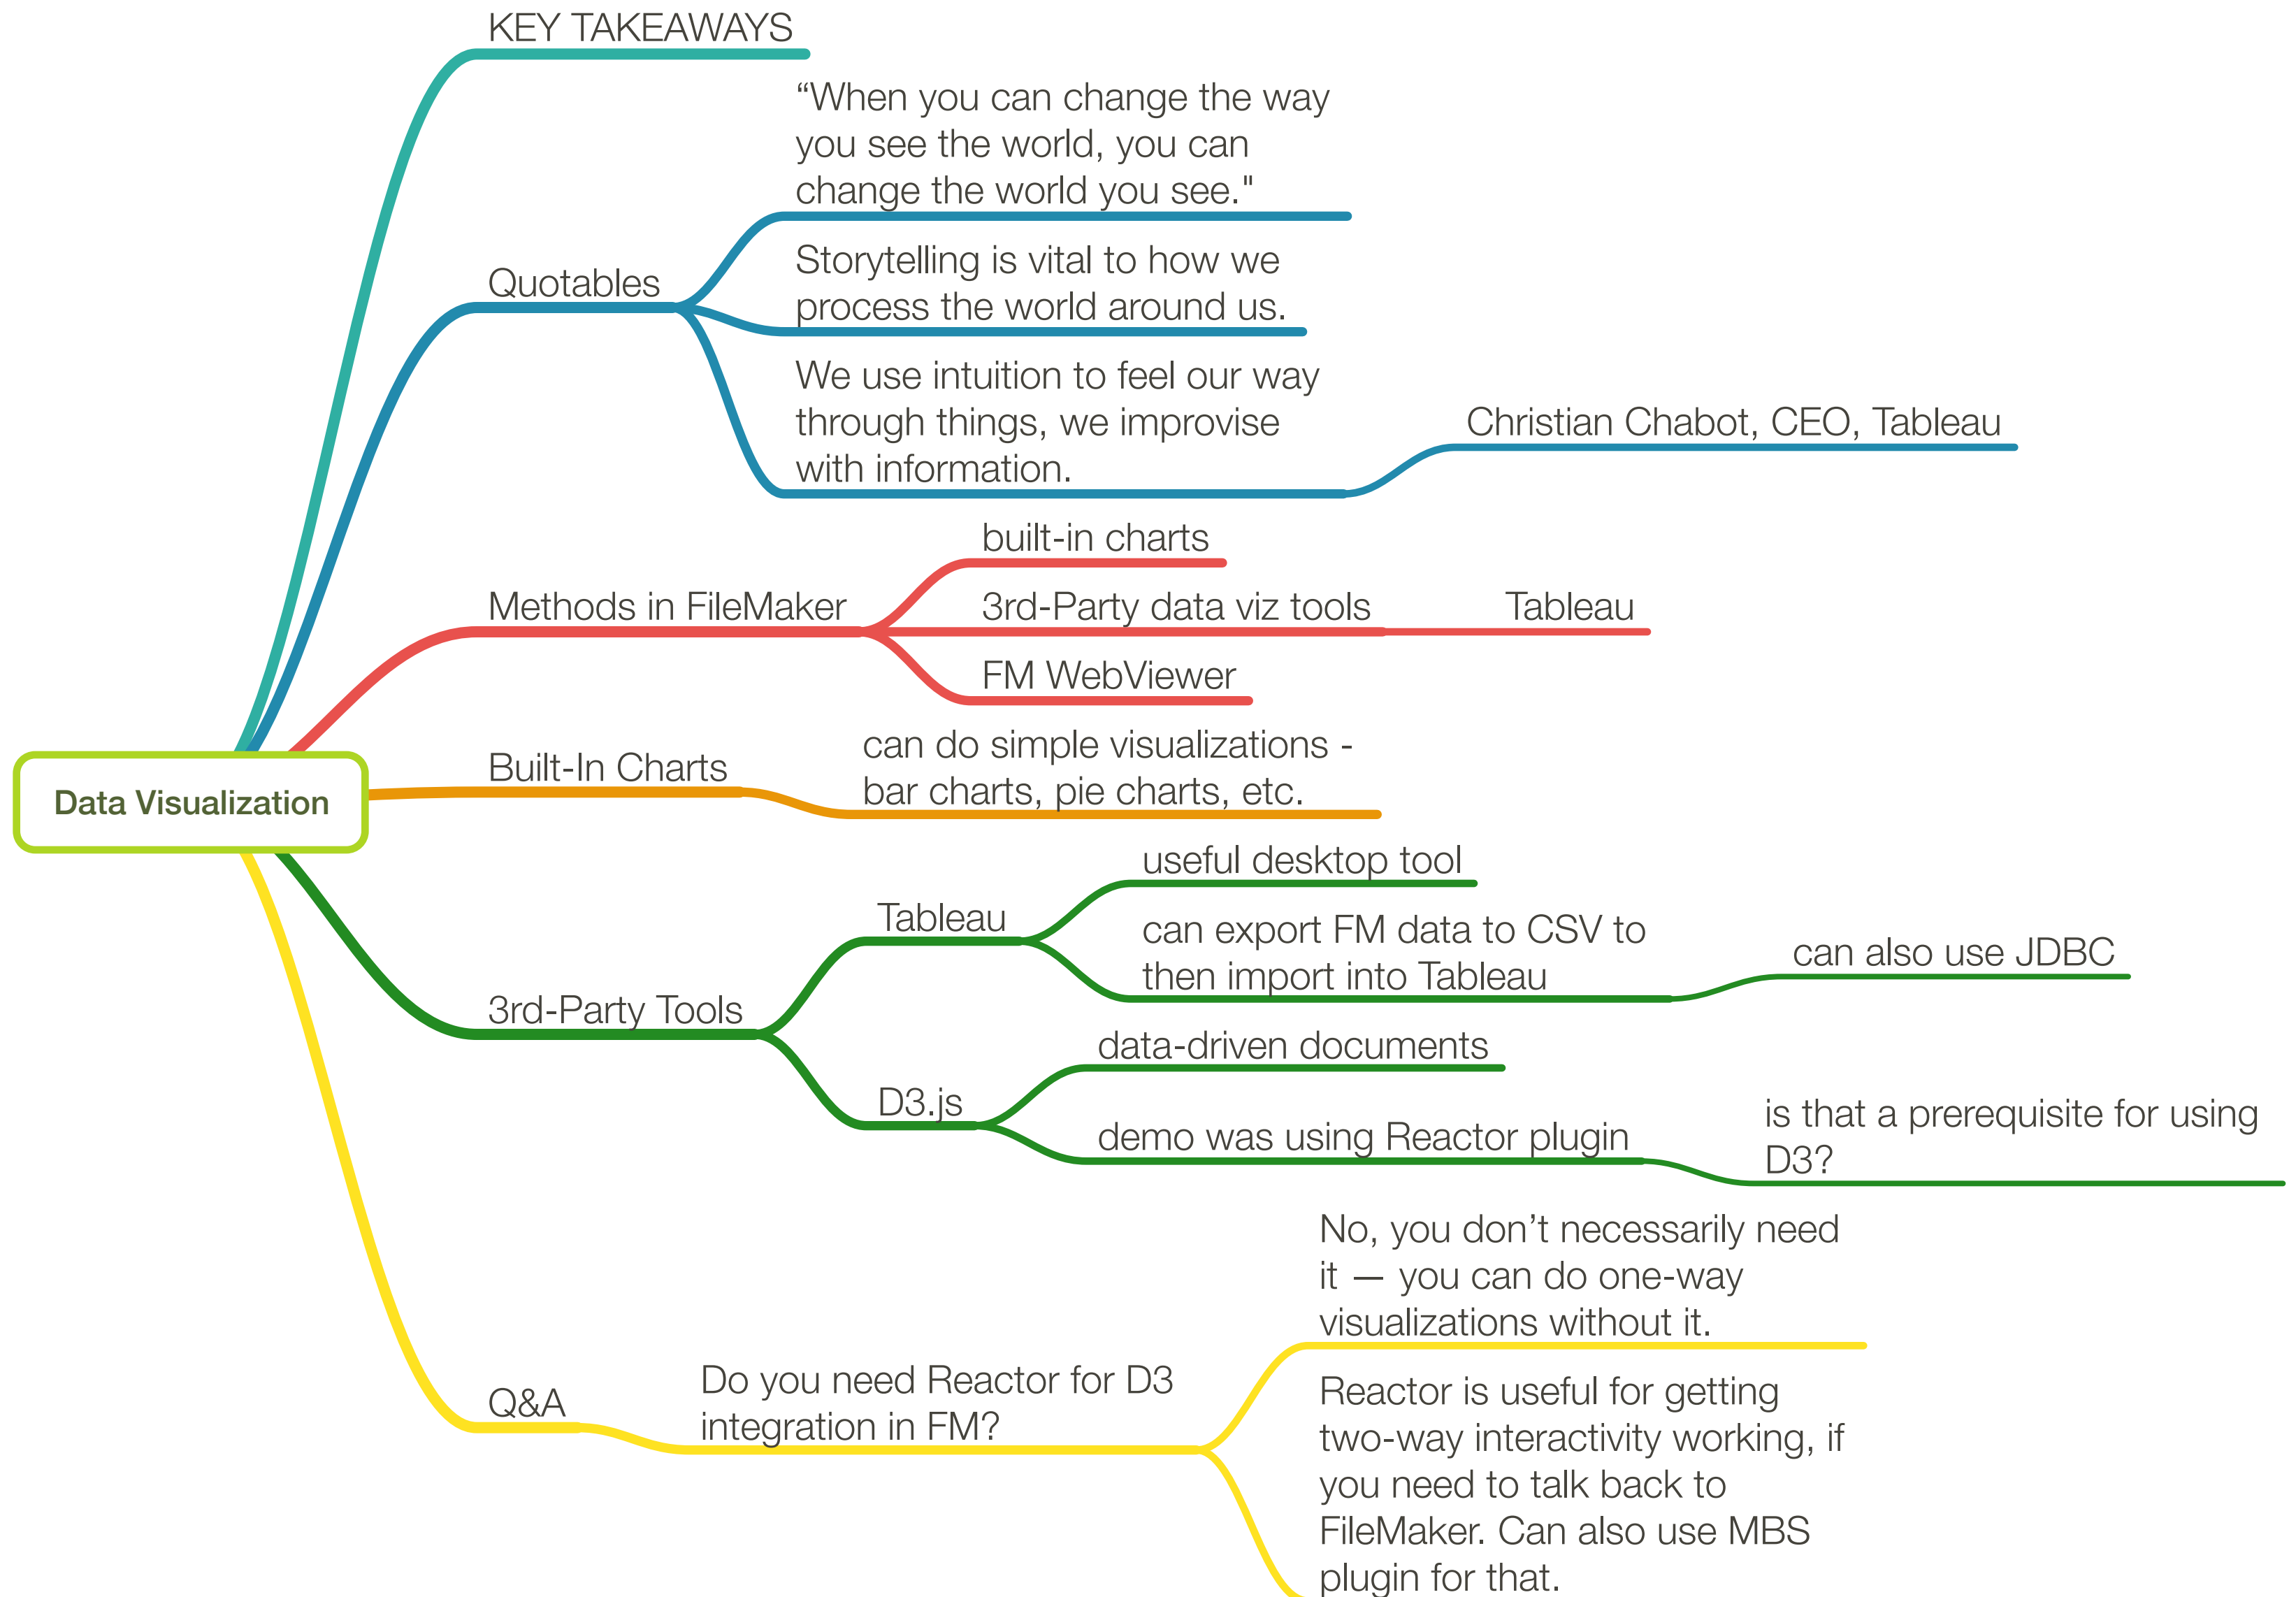 KEY TAKEAWAYS
“When you can change the way
you see the world, you can
change the world you see."
Quotables
Storytelling is vital to how we
process the world around us.
We use intuition to feel our way
through things, we improvise
with information.
Christian Chabot, CEO, Tableau
built-in charts
Methods in FileMaker
3rd-Party data viz tools
Tableau
FM WebViewer
Data Visualization
Built-In Charts
can do simple visualizations -
bar charts, pie charts, etc.
useful desktop tool
Tableau
can export FM data to CSV to
then import into Tableau
can also use JDBC
3rd-Party Tools
data-driven documents
D3.js
demo was using Reactor plugin
is that a prerequisite for using
D3?
No, you don’t necessarily need
it — you can do one-way
visualizations without it.
Q&A
Do you need Reactor for D3
integration in FM?
Reactor is useful for getting
two-way interactivity working, if
you need to talk back to
FileMaker. Can also use MBS
plugin for that.